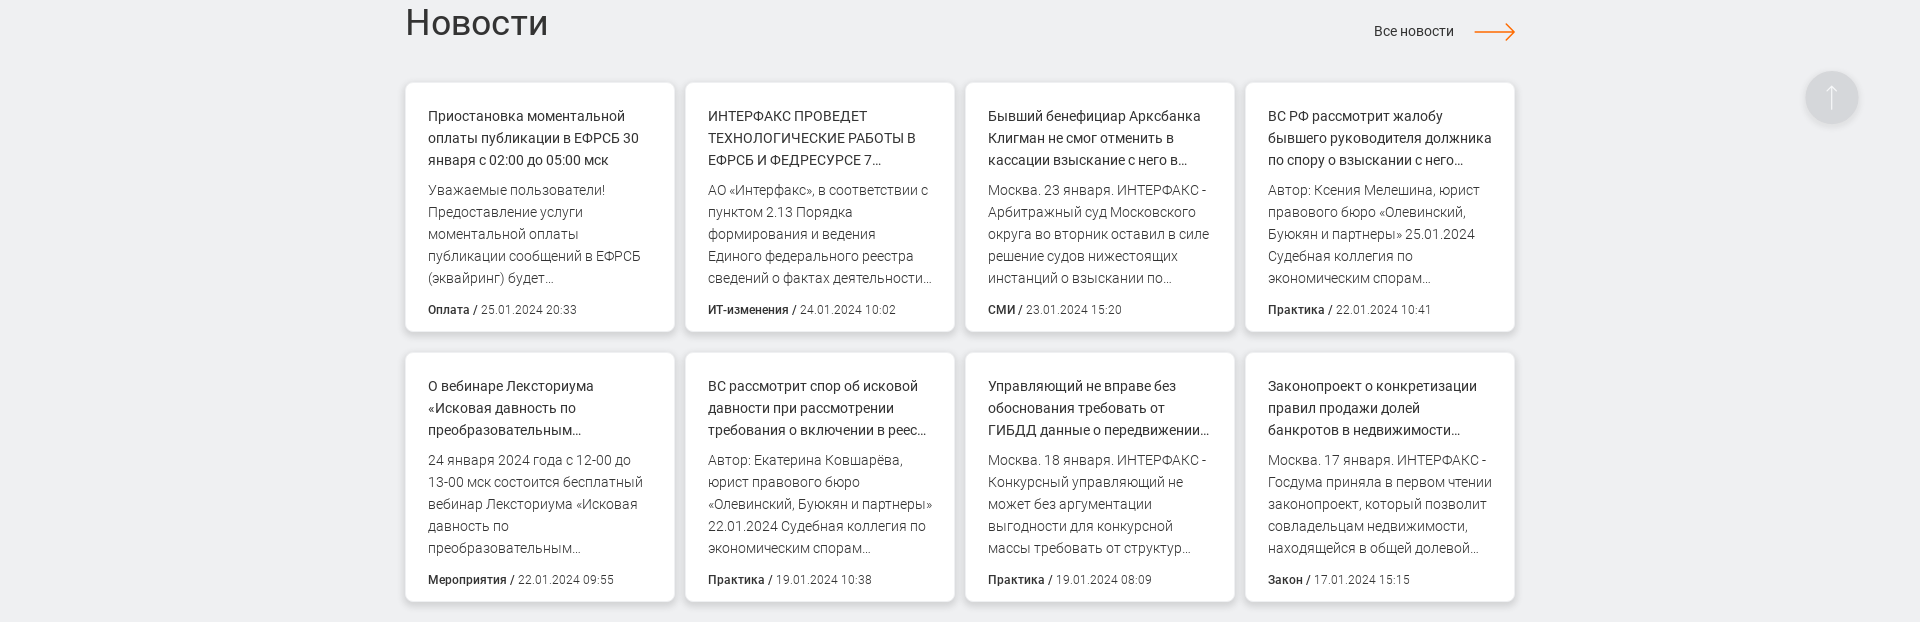 Новости
Все новости
Приостановка моментальной
оплаты публикации в ЕФРСБ 30
января с 02:00 до 05:00 мск
Уважаемые пользователи!
Предоставление услуги
моментальной оплаты
публикации сообщений в ЕФРСБ
(эквайринг) будет…
Оплата / 25.01.2024 20:33
ИНТЕРФАКС ПРОВЕДЕТ
ТЕХНОЛОГИЧЕСКИЕ РАБОТЫ В
ЕФРСБ И ФЕДРЕСУРСЕ 7…
АО «Интерфакс», в соответствии с
пунктом 2.13 Порядка
формирования и ведения
Единого федерального реестра
сведений о фактах деятельности…
ИТ-изменения / 24.01.2024 10:02
Бывший бенефициар Арксбанка
Клигман не смог отменить в
кассации взыскание с него в…
Москва. 23 января. ИНТЕРФАКС -
Арбитражный суд Московского
округа во вторник оставил в силе
решение судов нижестоящих
инстанций о взыскании по…
СМИ / 23.01.2024 15:20
ВС РФ рассмотрит жалобу
бывшего руководителя должника
по спору о взыскании с него…
Автор: Ксения Мелешина, юрист
правового бюро «Олевинский,
Буюкян и партнеры» 25.01.2024
Судебная коллегия по
экономическим спорам…
Практика / 22.01.2024 10:41
О вебинаре Лексториума
«Исковая давность по
преобразовательным…
24 января 2024 года с 12-00 до
13-00 мск состоится бесплатный
вебинар Лексториума «Исковая
давность по
преобразовательным…
Мероприятия / 22.01.2024 09:55
ВС рассмотрит спор об исковой
давности при рассмотрении
требования о включении в реес…
Автор: Екатерина Ковшарёва,
юрист правового бюро
«Олевинский, Буюкян и партнеры»
22.01.2024 Судебная коллегия по
экономическим спорам…
Практика / 19.01.2024 10:38
Управляющий не вправе без
обоснования требовать от
ГИБДД данные о передвижении…
Москва. 18 января. ИНТЕРФАКС -
Конкурсный управляющий не
может без аргументации
выгодности для конкурсной
массы требовать от структур…
Практика / 19.01.2024 08:09
Законопроект о конкретизации
правил продажи долей
банкротов в недвижимости…
Москва. 17 января. ИНТЕРФАКС -
Госдума приняла в первом чтении
законопроект, который позволит
совладельцам недвижимости,
находящейся в общей долевой…
Закон / 17.01.2024 15:15